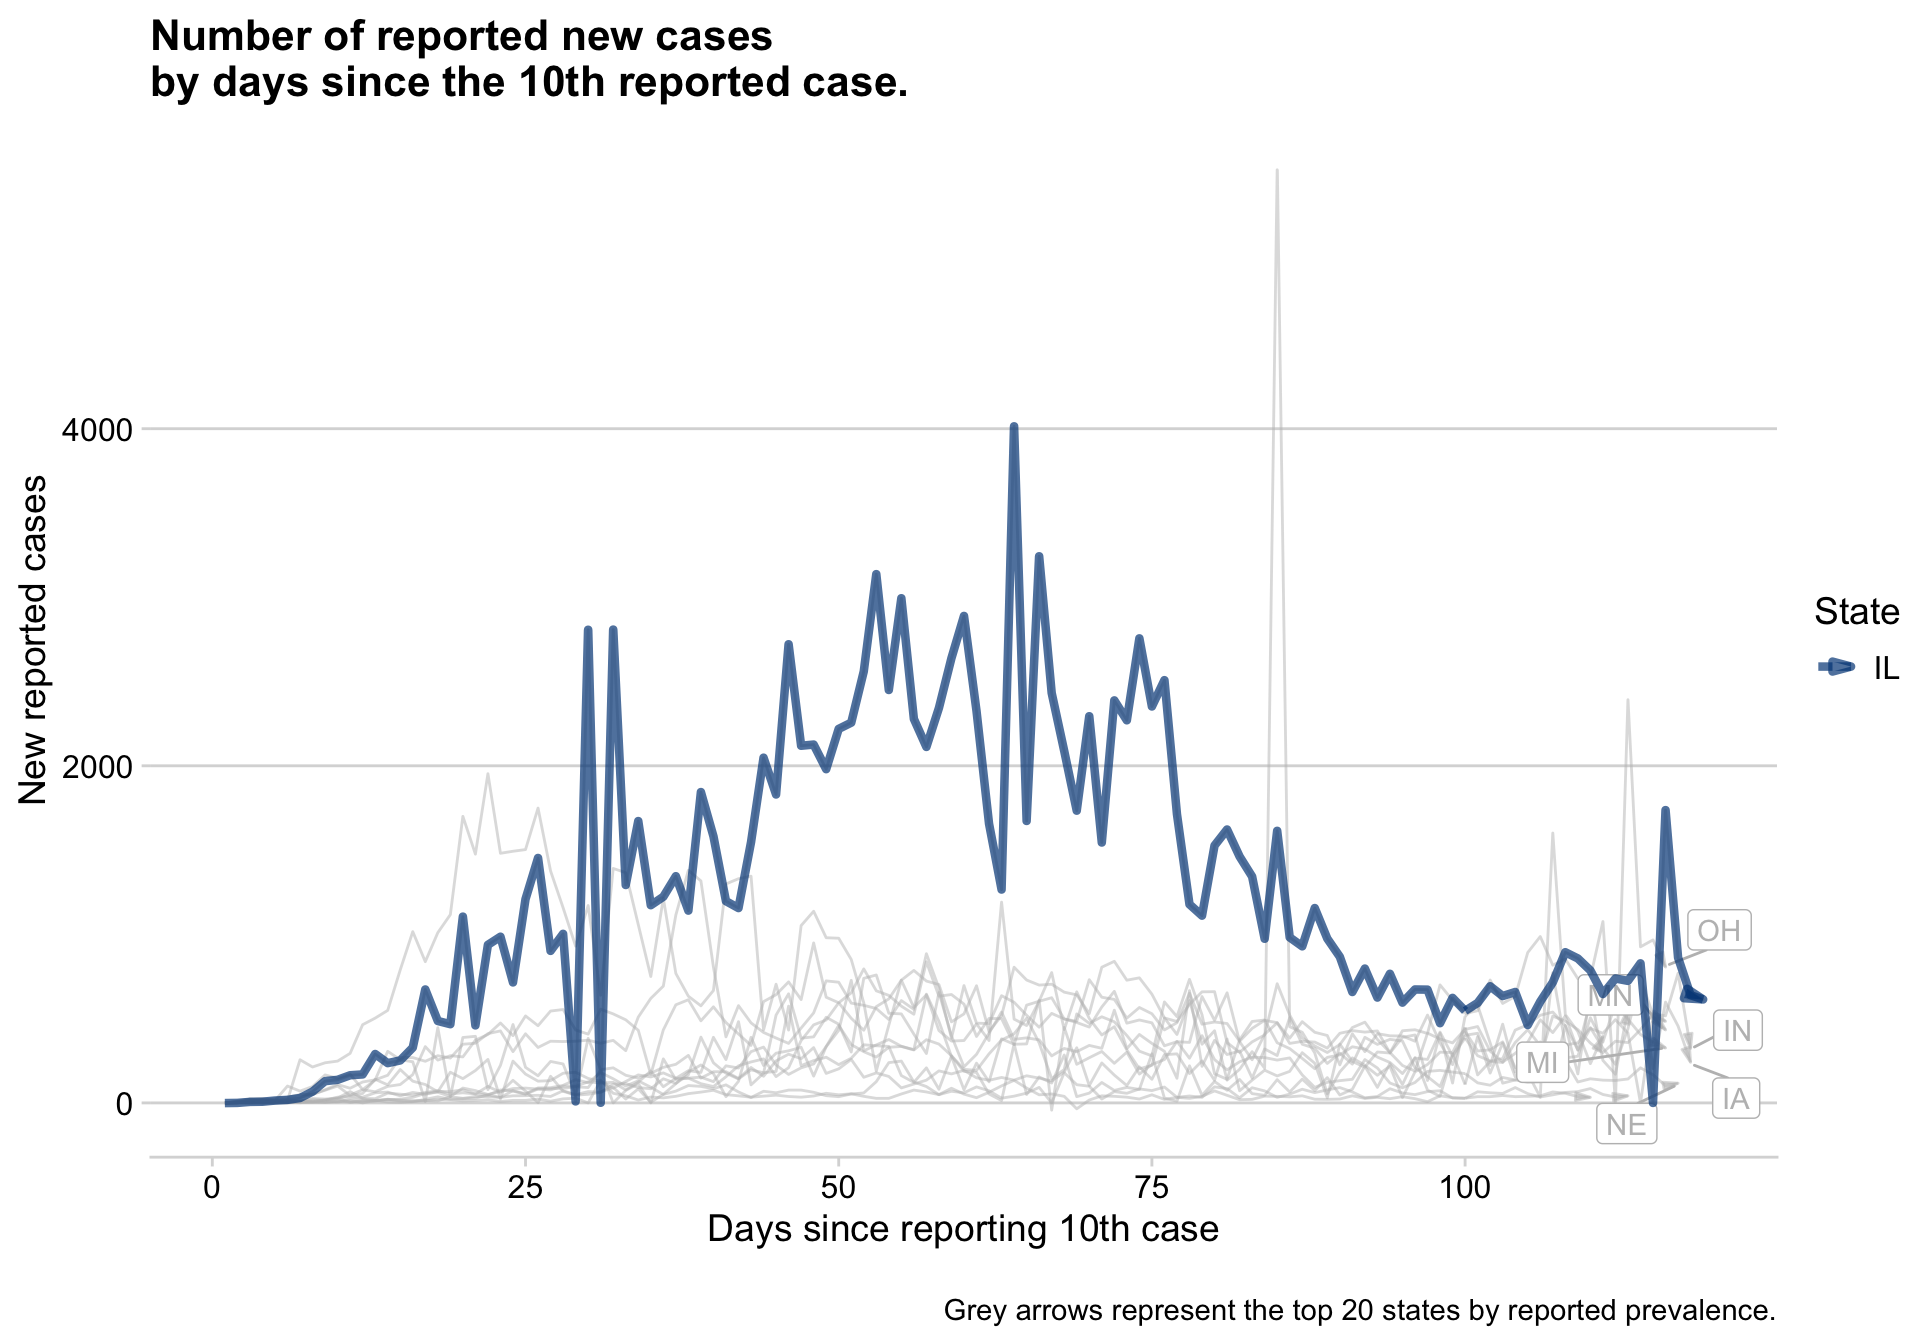 Number of reported new cases
by days since the 10th reported case.
New reported cases
4000
2000
0
0
25
50
75
100
Days since reporting 10th case
OH
MN
IN
MI
IA
NE
State
IL
Grey arrows represent the top 20 states by reported prevalence.